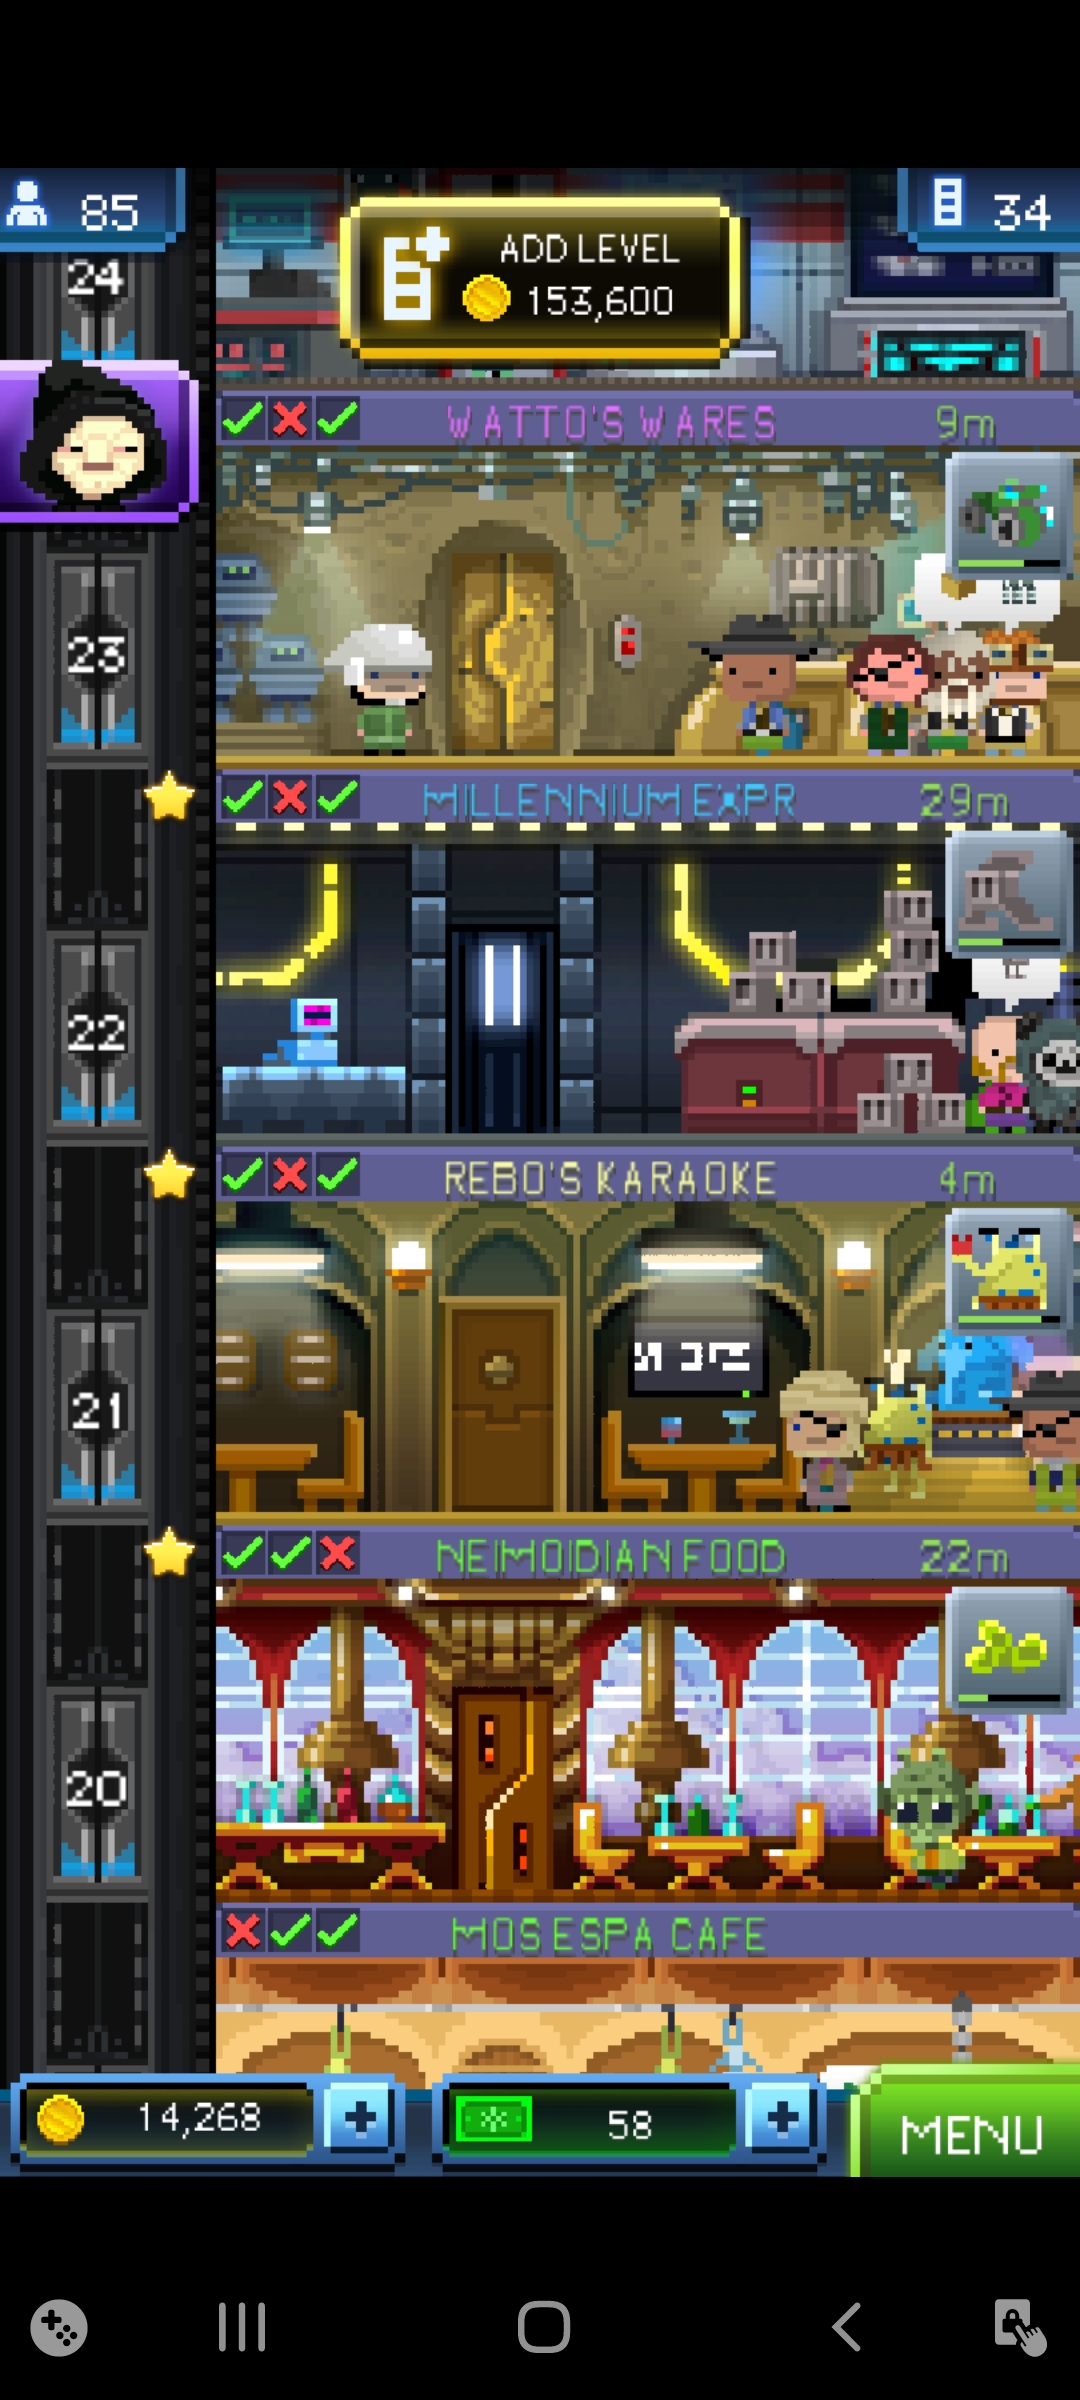 85
34
24
ADD LEVEL
153,600
WATTO'S WARES 9m
23
MILLENNIUM EXPR 29m
22
REBO'S KARAOKE 4m
21
NEIMOIDIAN FOOD 22m
20
MOS ESPA CAFE
14,268
58
MENU